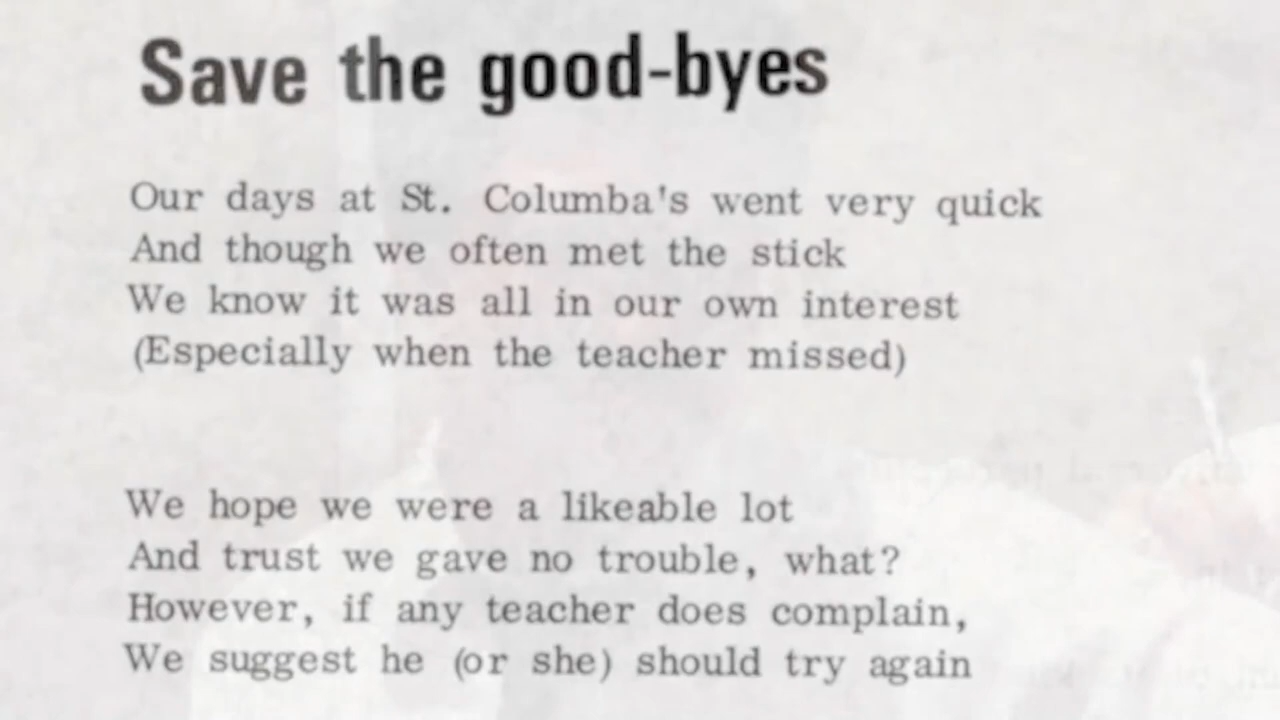 Save the good-byes
Our days at St. Columba's went very quick
And though we often met the stick
We know it was all in our own interest
(Especially when the teacher missed)
We hope we were a likeable lot
And trust we gave no trouble, what?
However, if any teacher does complain,
We suggest he (or she) should try again